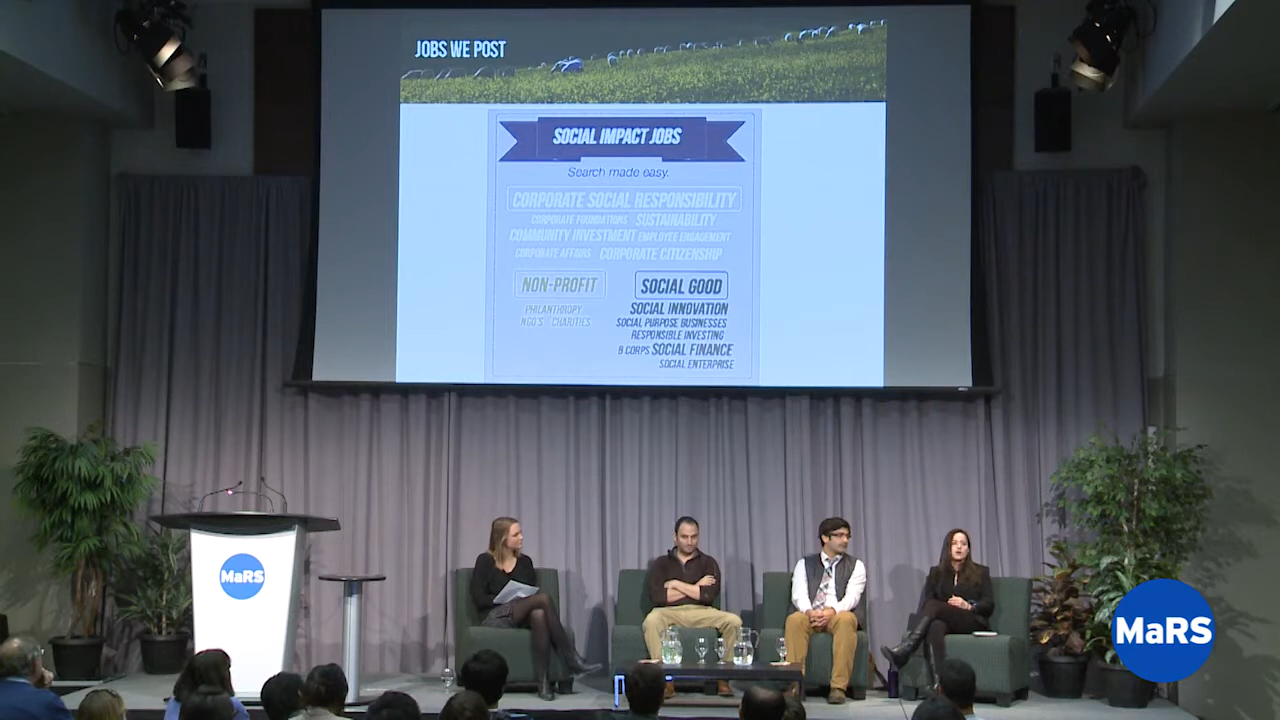 JOBS WE POST
SOCIAL IMPACT JOBS
Search made easy.
CORPORATE SOCIAL RESPONSIBILITY
CORPORATE FOUNDATIONS SUSTAINABILITY
COMMUNITY INVESTMENT EMPLOYEE ENGAGEMENT
CORPORATE AFFAIRS CORPORATE CITIZENSHIP
NON-PROFIT
PHILANTHROPY
NGO'S CHARITIES
SOCIAL GOOD
SOCIAL INNOVATION
SOCIAL PURPOSE BUSINESSES
RESPONSIBLE INVESTING
B CORPS SOCIAL FINANCE
SOCIAL ENTERPRISE
MaRS
MaRS